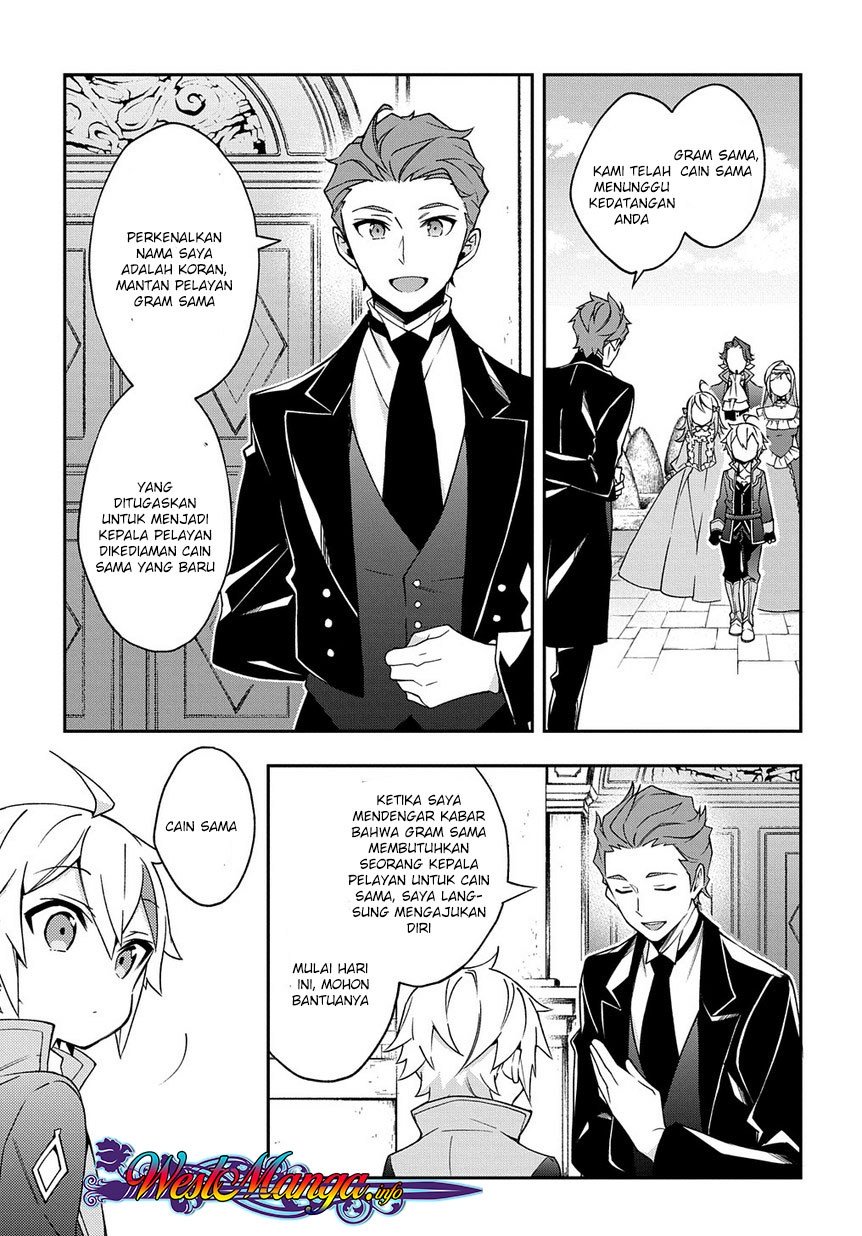 GRAM SAMA,
CAIN SAMA
KAMI TELAH
MENUNGGU
KEDATANGAN
ANDA
PERKENALKAN
NAMA SAYA
ADALAH KORAN,
MANTAN PELAYAN
GRAM SAMA
YANG
DITUGASKAN
UNTUK MENJADI
KEPALA PELAYAN
DIKEDIAMAN CAIN
SAMA YANG BARU
KETIKA SAYA
MENDENGAR KABAR
BAHWA GRAM SAMA
MEMBUTUHKAN
SEORANG KEPALA
PELAYAN UNTUK CAIN
SAMA, SAYA LANG-
SUNG MENGAJUKAN
DIRI
MULAI HARI
INI, MOHON
BANTUANYA
CAIN SAMA
WestManga.info